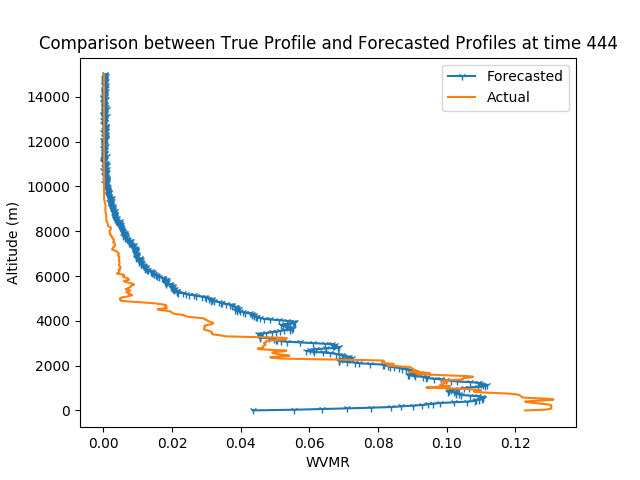 Comparison between True Profile and Forecasted Profiles at time 444
Forecasted
Actual
14000
12000
10000
8000
6000
4000
2000
0
Altitude (m)
0.00 0.02 0.04 0.06 0.08 0.10 0.12
WVMR